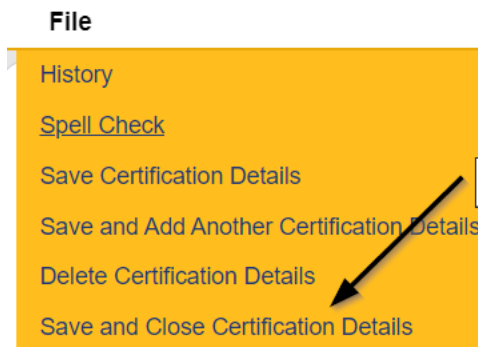 File
History
Spell Check
Save Certification Details
Save and Add Another Certification Details
Delete Certification Details
Save and Close Certification Details